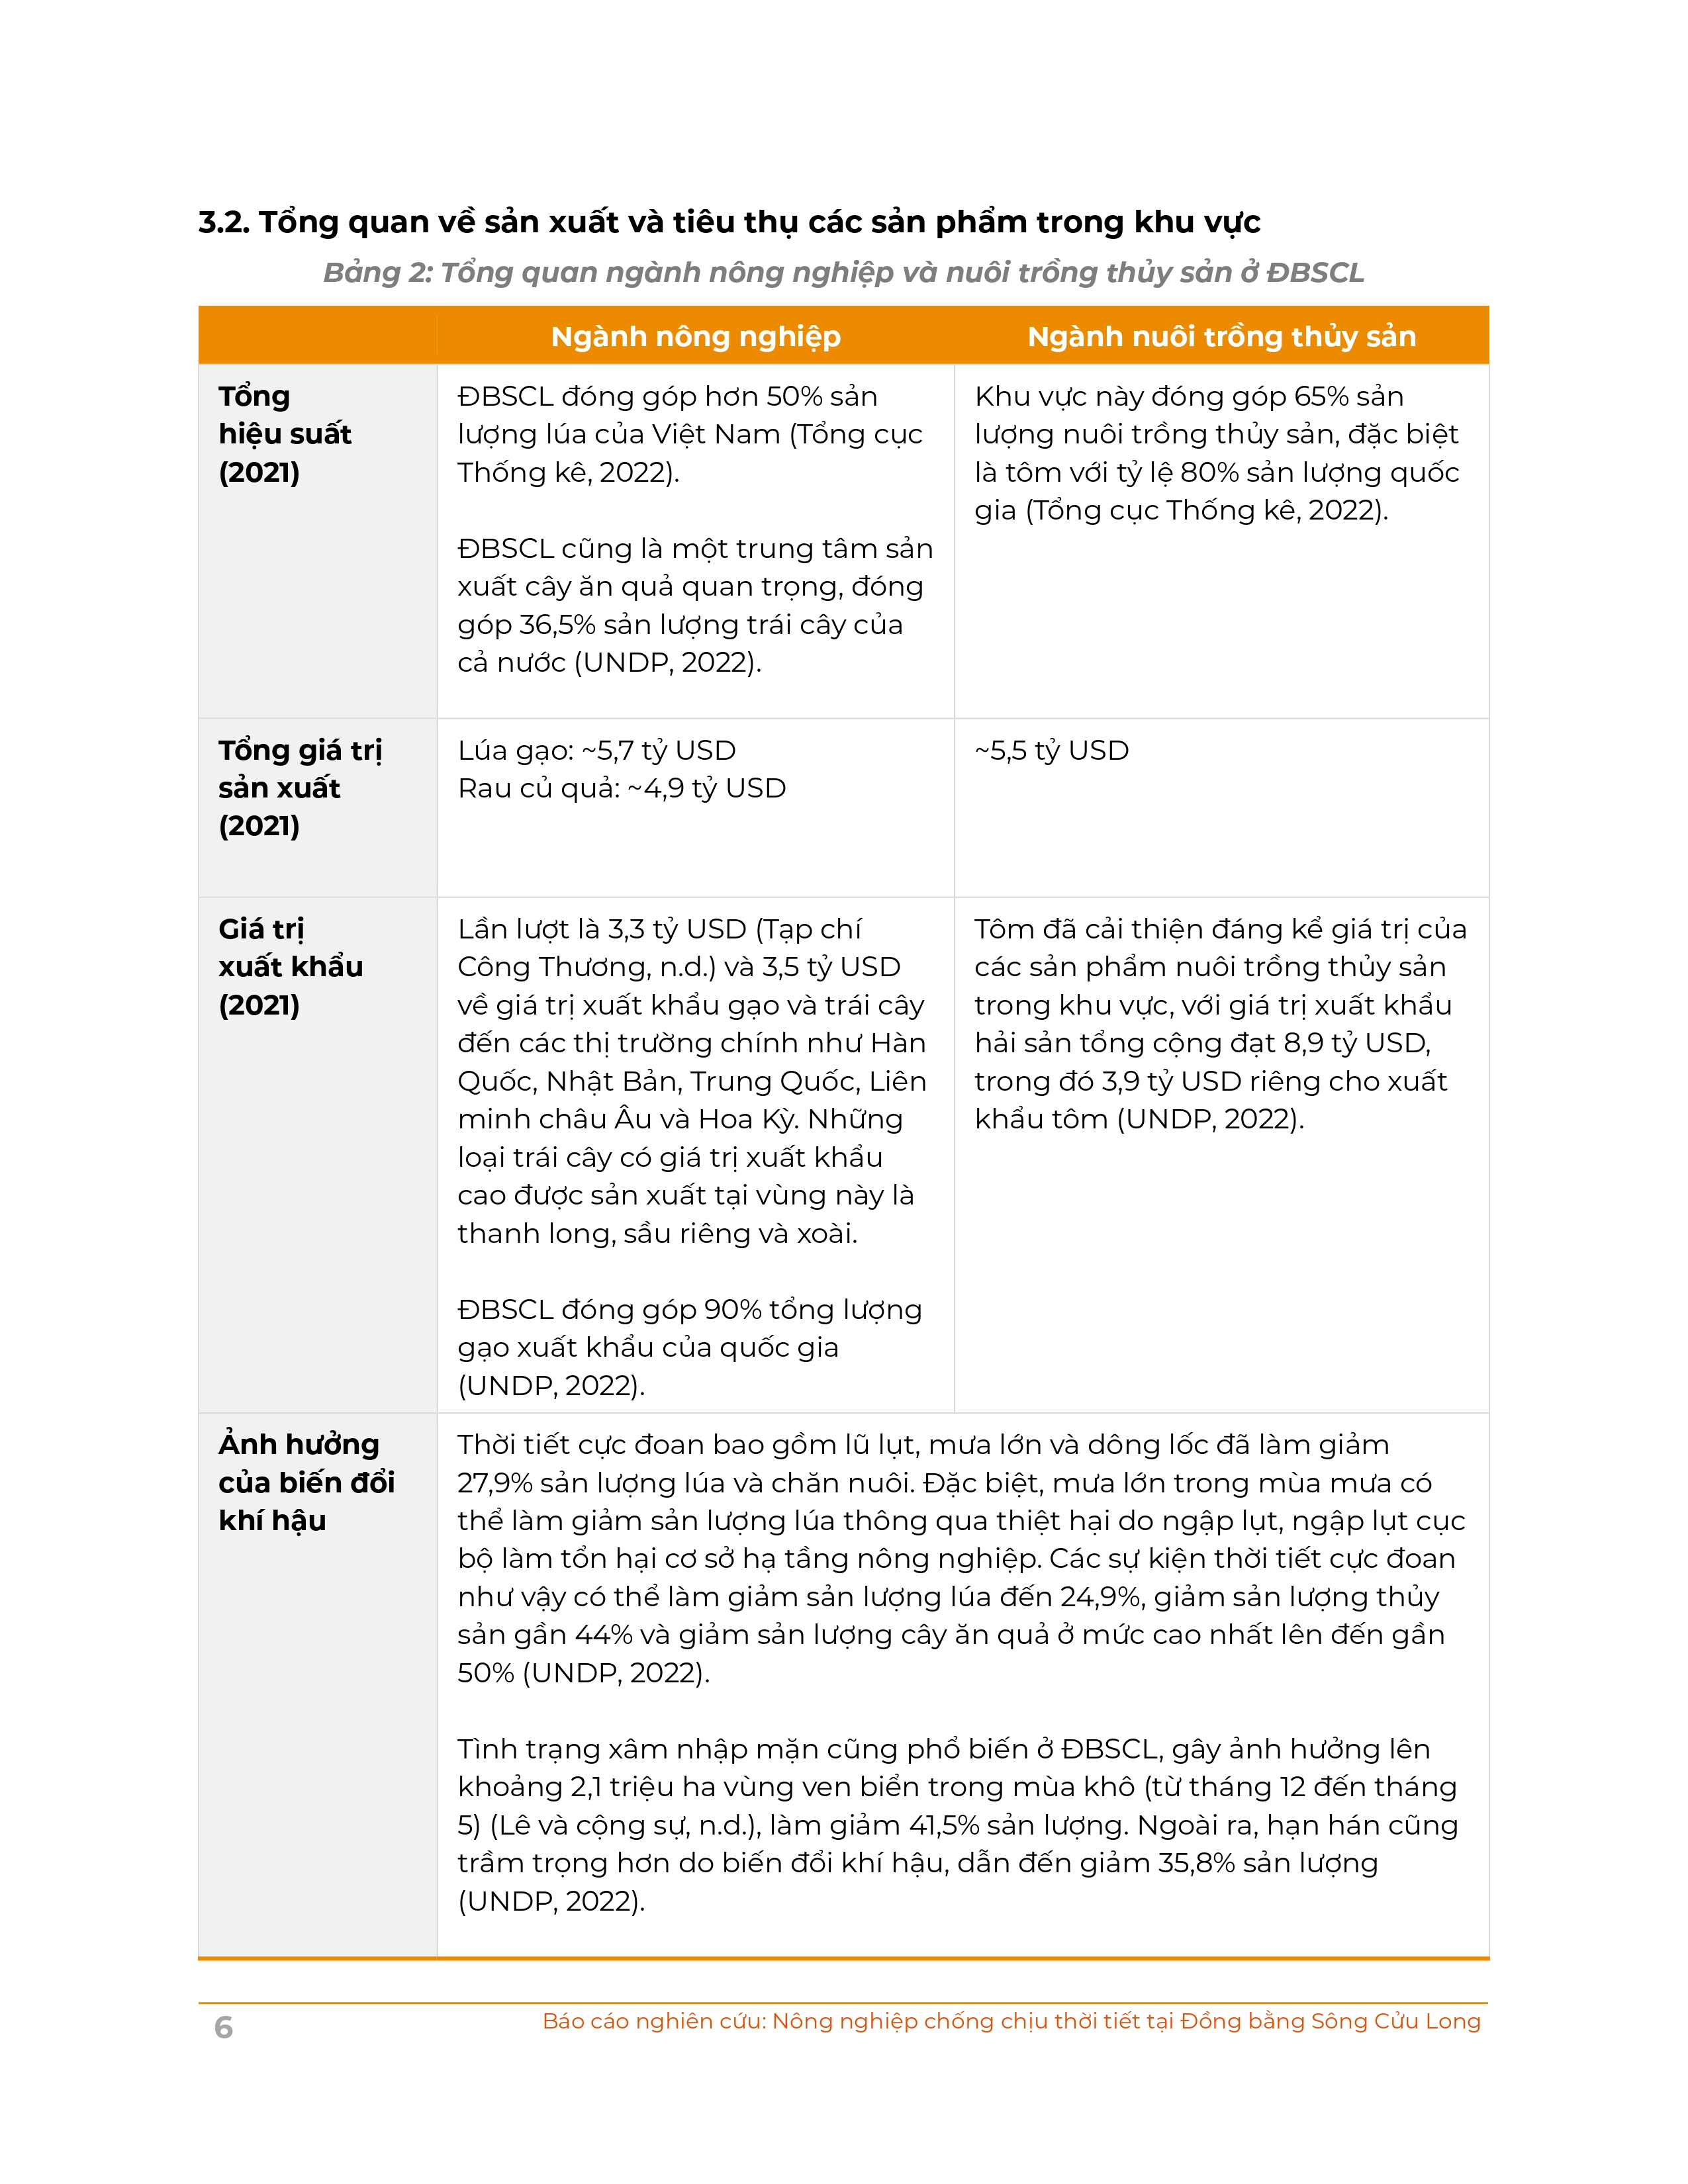 3.2. Tổng quan về sản xuất và tiêu thụ các sản phẩm trong khu vực
Bảng 2: Tổng quan ngành nông nghiệp và nuôi trồng thủy sản ở ĐBSCL
Ngành nông nghiệp
Ngành nuôi trồng thủy sản
Tổng
hiệu suất
(2021)
ĐBSCL đóng góp hơn 50% sản
lượng lúa của Việt Nam (Tổng cục
Thống kê, 2022).
ĐBSCL cũng là một trung tâm sản
xuất cây ăn quả quan trọng, đóng
góp 36,5% sản lượng trái cây của
cả nước (UNDP, 2022).
Khu vực này đóng góp 65% sản
lượng nuôi trồng thủy sản, đặc biệt
là tôm với tỷ lệ 80% sản lượng quốc
gia (Tổng cục Thống kê, 2022).
Tổng giá trị
sản xuất
(2021)
Lúa gạo: ~5,7 tỷ USD
Rau củ quả: ~4,9 tỷ USD
~5,5 tỷ USD
Giá trị
xuất khẩu
(2021)
Lần lượt là 3,3 tỷ USD (Tạp chí
Công Thương, n.d.) và 3,5 tỷ USD
về giá trị xuất khẩu gạo và trái cây
đến các thị trường chính như Hàn
Quốc, Nhật Bản, Trung Quốc, Liên
minh châu Âu và Hoa Kỳ. Những
loại trái cây có giá trị xuất khẩu
cao được sản xuất tại vùng này là
thanh long, sầu riêng và xoài.
ĐBSCL đóng góp 90% tổng lượng
gạo xuất khẩu của quốc gia
(UNDP, 2022).
Tôm đã cải thiện đáng kể giá trị của
các sản phẩm nuôi trồng thủy sản
trong khu vực, với giá trị xuất khẩu
hải sản tổng cộng đạt 8,9 tỷ USD,
trong đó 3,9 tỷ USD riêng cho xuất
khẩu tôm (UNDP, 2022).
Ảnh hưởng
của biến đổi
khí hậu
Thời tiết cực đoan bao gồm lũ lụt, mưa lớn và dông lốc đã làm giảm
27,9% sản lượng lúa và chăn nuôi. Đặc biệt, mưa lớn trong mùa mưa có
thể làm giảm sản lượng lúa thông qua thiệt hại do ngập lụt, ngập lụt cục
bộ làm tổn hại cơ sở hạ tầng nông nghiệp. Các sự kiện thời tiết cực đoan
như vậy có thể làm giảm sản lượng lúa đến 24,9%, giảm sản lượng thủy
sản gần 44% và giảm sản lượng cây ăn quả ở mức cao nhất lên đến gần
50% (UNDP, 2022).
Tình trạng xâm nhập mặn cũng phổ biến ở ĐBSCL, gây ảnh hưởng lên
khoảng 2,1 triệu ha vùng ven biển trong mùa khô (từ tháng 12 đến tháng
5) (Lê và cộng sự, n.d.), làm giảm 41,5% sản lượng. Ngoài ra, hạn hán cũng
trầm trọng hơn do biến đổi khí hậu, dẫn đến giảm 35,8% sản lượng
(UNDP, 2022).
6
Báo cáo nghiên cứu: Nông nghiệp chống chịu thời tiết tại Đồng bằng Sông Cửu Long